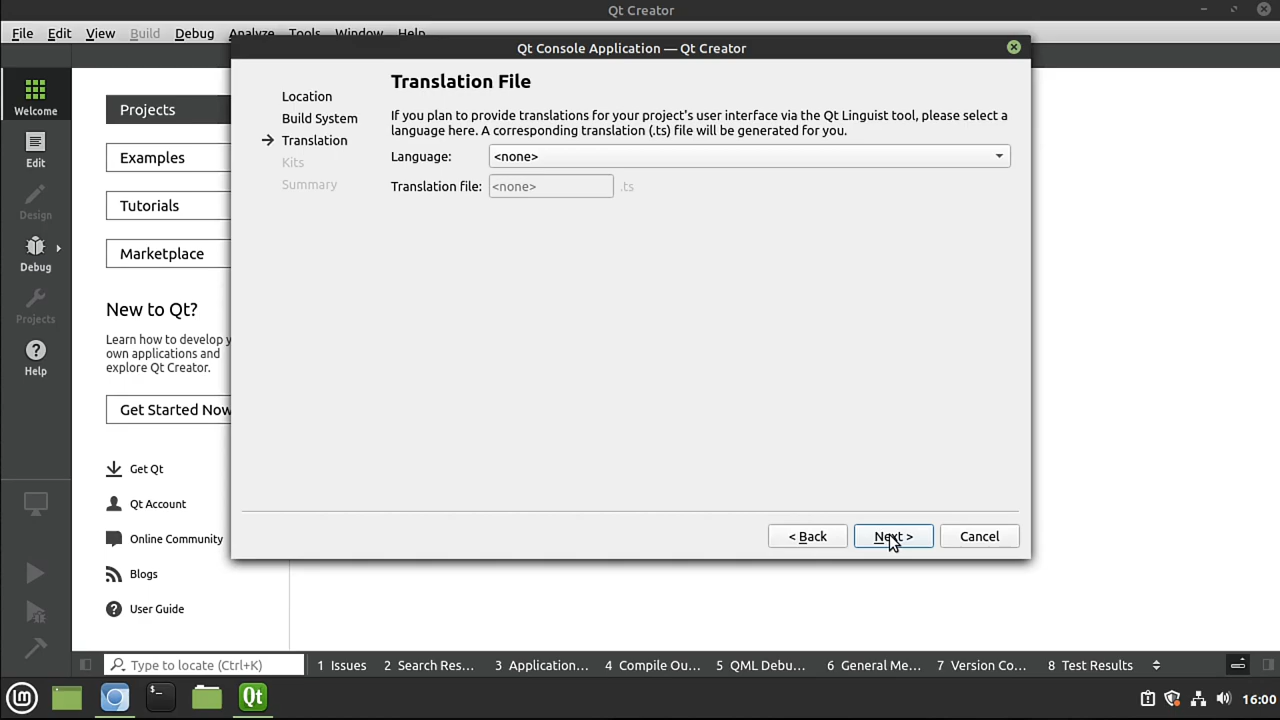 Qt Creator
File Edit View Build Debug Analyze Tools Window Help
Qt Console Application — Qt Creator
Welcome
Edit
Design
Debug
Projects
Help
Projects
Examples
Tutorials
Marketplace
New to Qt?
Learn how to develop
own applications and
explore Qt Creator.
Get Started Now
Get Qt
Qt Account
Online Community
Blogs
User Guide
Location
Build System
Translation
Kits
Summary
Translation File
If you plan to provide translations for your project's user interface via the Qt Linguist tool, please select a
language here. A corresponding translation (.ts) file will be generated for you.
Language: <none>
Translation file: <none> .ts
< Back Next > Cancel
Type to locate (Ctrl+K) 1 Issues 2 Search Res... 3 Application... 4 Compile Ou... 5 QML Debu... 6 General Me... 7 Version Co... 8 Test Results
Qt 16:00